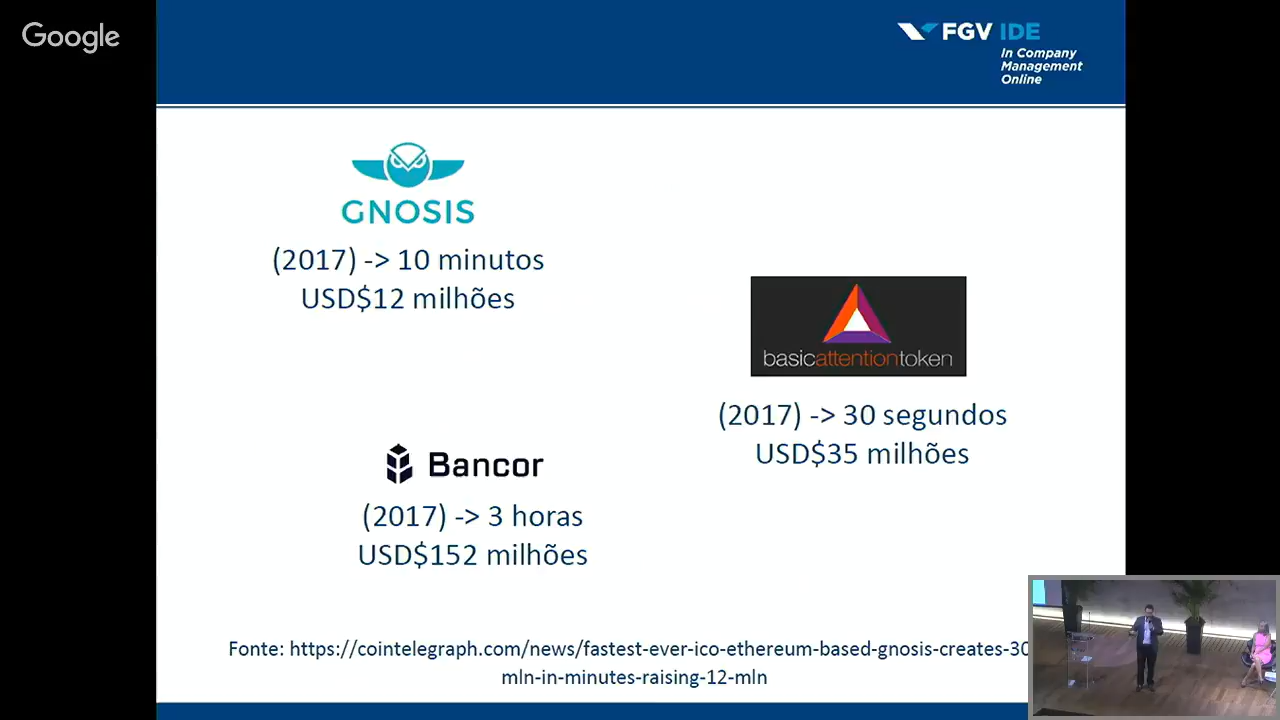 Google
FGV IDE
In Company
Management
Online
GNOSIS
(2017) -> 10 minutos
USD$12 milhões
basicattentiontoken
(2017) -> 30 segundos
USD$35 milhões
Bancor
(2017) -> 3 horas
USD$152 milhões
Fonte: https://cointelegraph.com/news/fastest-ever-ico-ethereum-based-gnosis-creates-30
mln-in-minutes-raising-12-mln